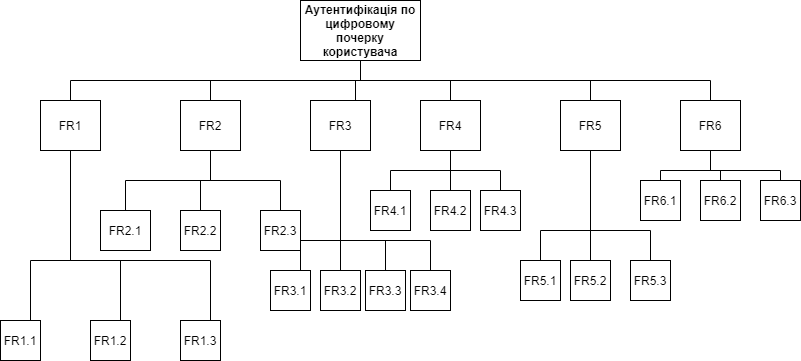 Аутентифікація по
цифровому
почерку
користувача
FR1
FR2
FR3
FR4
FR5
FR6
FR6.1
FR6.2
FR6.3
FR4.1
FR4.2
FR4.3
FR2.1
FR2.2
FR2.3
FR5.1
FR5.2
FR5.3
FR3.1
FR3.2
FR3.3
FR3.4
FR1.1
FR1.2
FR1.3